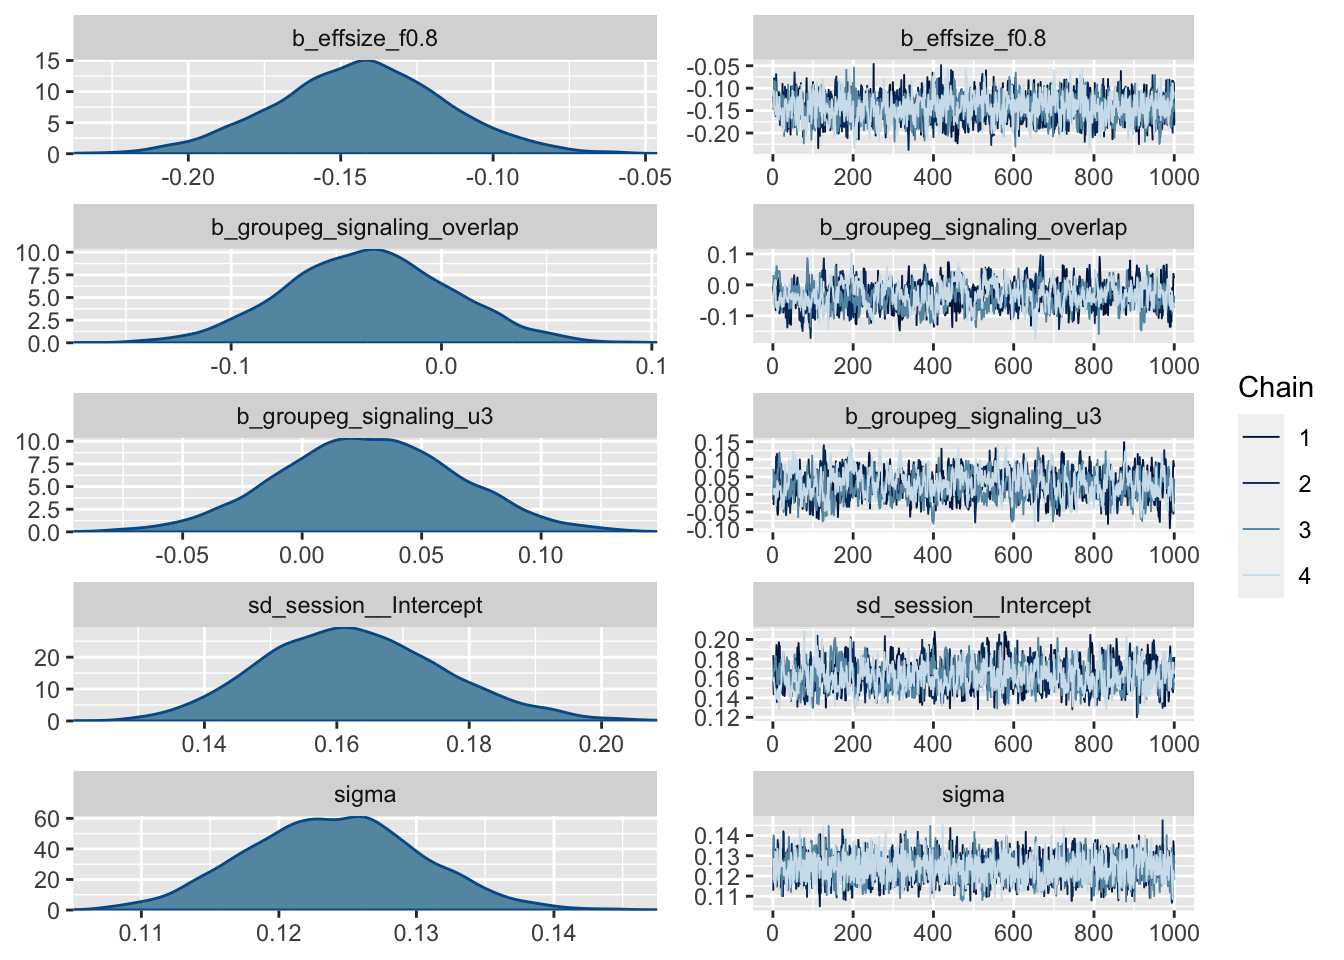 b_effsize_f0.8
15
10
5
0
-0.20 -0.15 -0.10 -0.05
b_effsize_f0.8
-0.05
-0.10
-0.15
-0.20
0 200 400 600 800 1000
b_groupeg_signaling_overlap
10.0
7.5
5.0
2.5
0.0
-0.1 0.0 0.1
b_groupeg_signaling_overlap
0.1
0.0
-0.1
0 200 400 600 800 1000
b_groupeg_signaling_u3
10.0
7.5
5.0
2.5
0.0
-0.05 0.00 0.05 0.10
b_groupeg_signaling_u3
0.15
0.10
0.05
0.00
-0.05
-0.10
0 200 400 600 800 1000
sd_session__Intercept
20
10
0
0.14 0.16 0.18 0.20
sd_session__Intercept
0.20
0.18
0.16
0.14
0.12
0 200 400 600 800 1000
sigma
60
40
20
0
0.11 0.12 0.13 0.14
sigma
0.14
0.13
0.12
0.11
0 200 400 600 800 1000
Chain
1
2
3
4